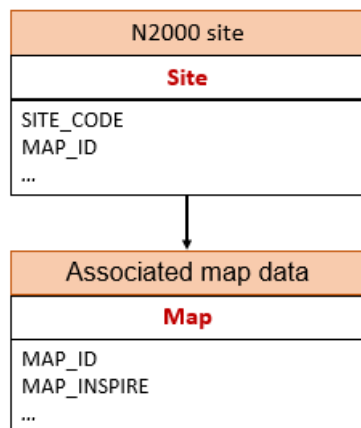 N2000 site
Site
SITE_CODE
MAP_ID
...
Associated map data
Map
MAP_ID
MAP_INSPIRE
...